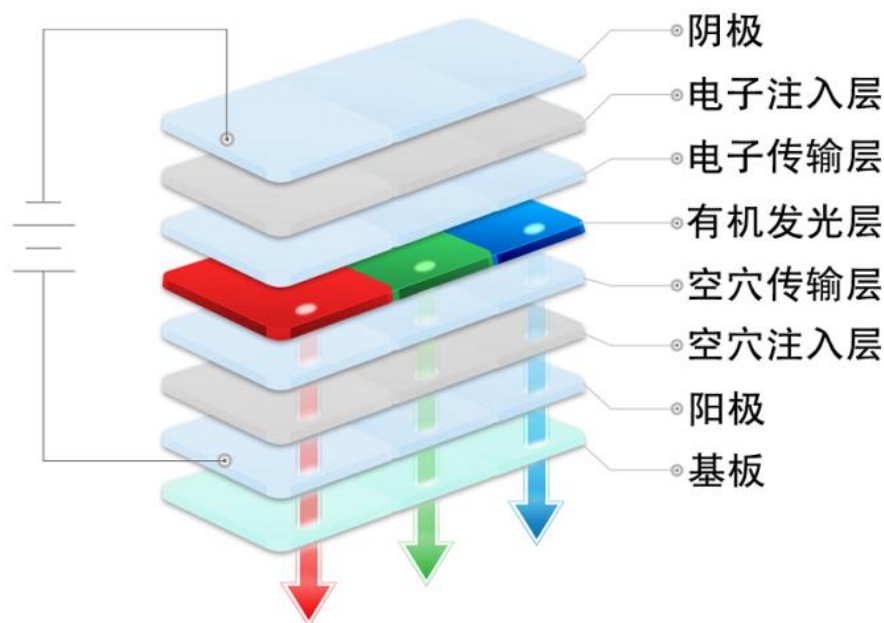 阴极
电子注入层
电子传输层
有机发光层
空穴传输层
空穴注入层
阳极
基板